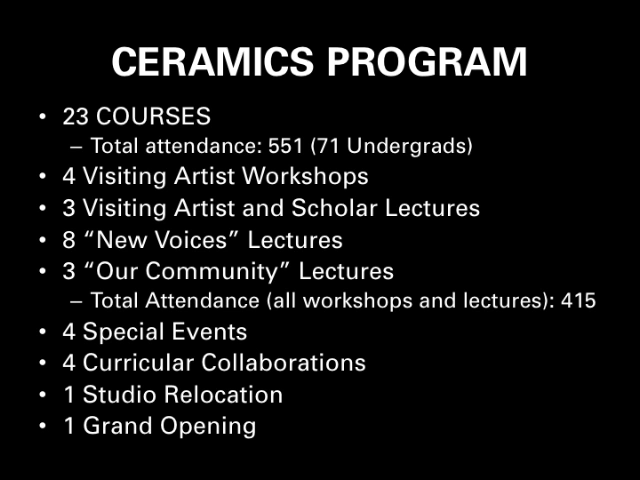 CERAMICS PROGRAM
• 23 COURSES
– Total attendance: 551 (71 Undergrads)
• 4 Visiting Artist Workshops
• 3 Visiting Artist and Scholar Lectures
• 8 “New Voices” Lectures
• 3 “Our Community” Lectures
– Total Attendance (all workshops and lectures): 415
• 4 Special Events
• 4 Curricular Collaborations
• 1 Studio Relocation
• 1 Grand Opening